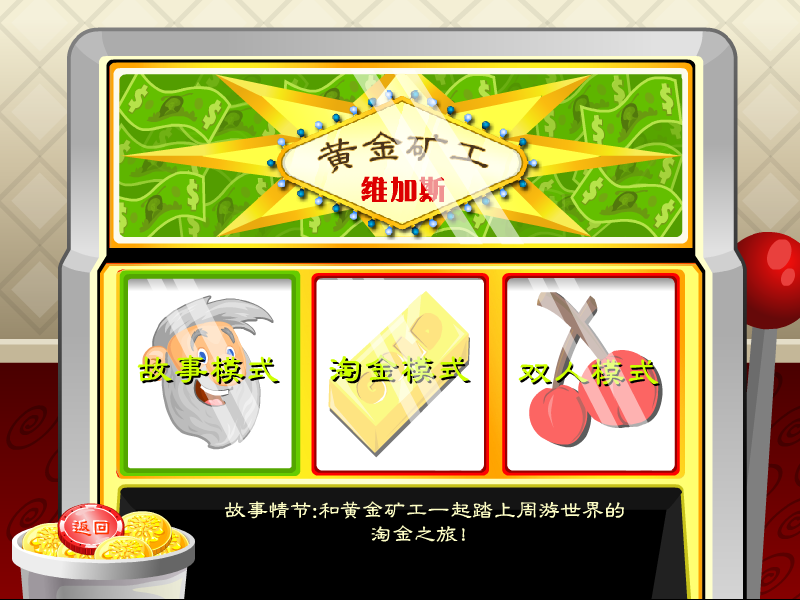 黄金矿工
维加斯
故事模式
淘金模式
双人模式
故事情节:和黄金矿工一起踏上周游世界的
淘金之旅!
返回